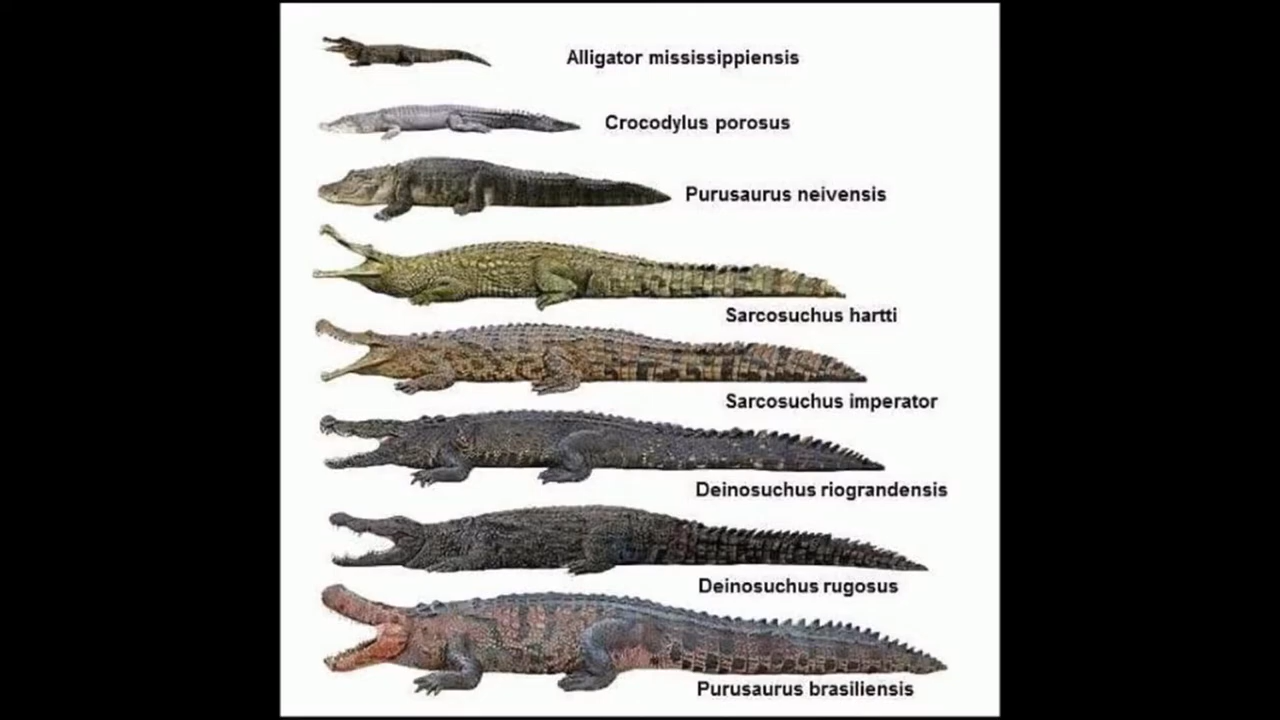 Alligator mississippiensis
Crocodylus porosus
Purusaurus neivensis
Sarcosuchus hartti
Sarcosuchus imperator
Deinosuchus riograndensis
Deinosuchus rugosus
Purusaurus brasiliensis